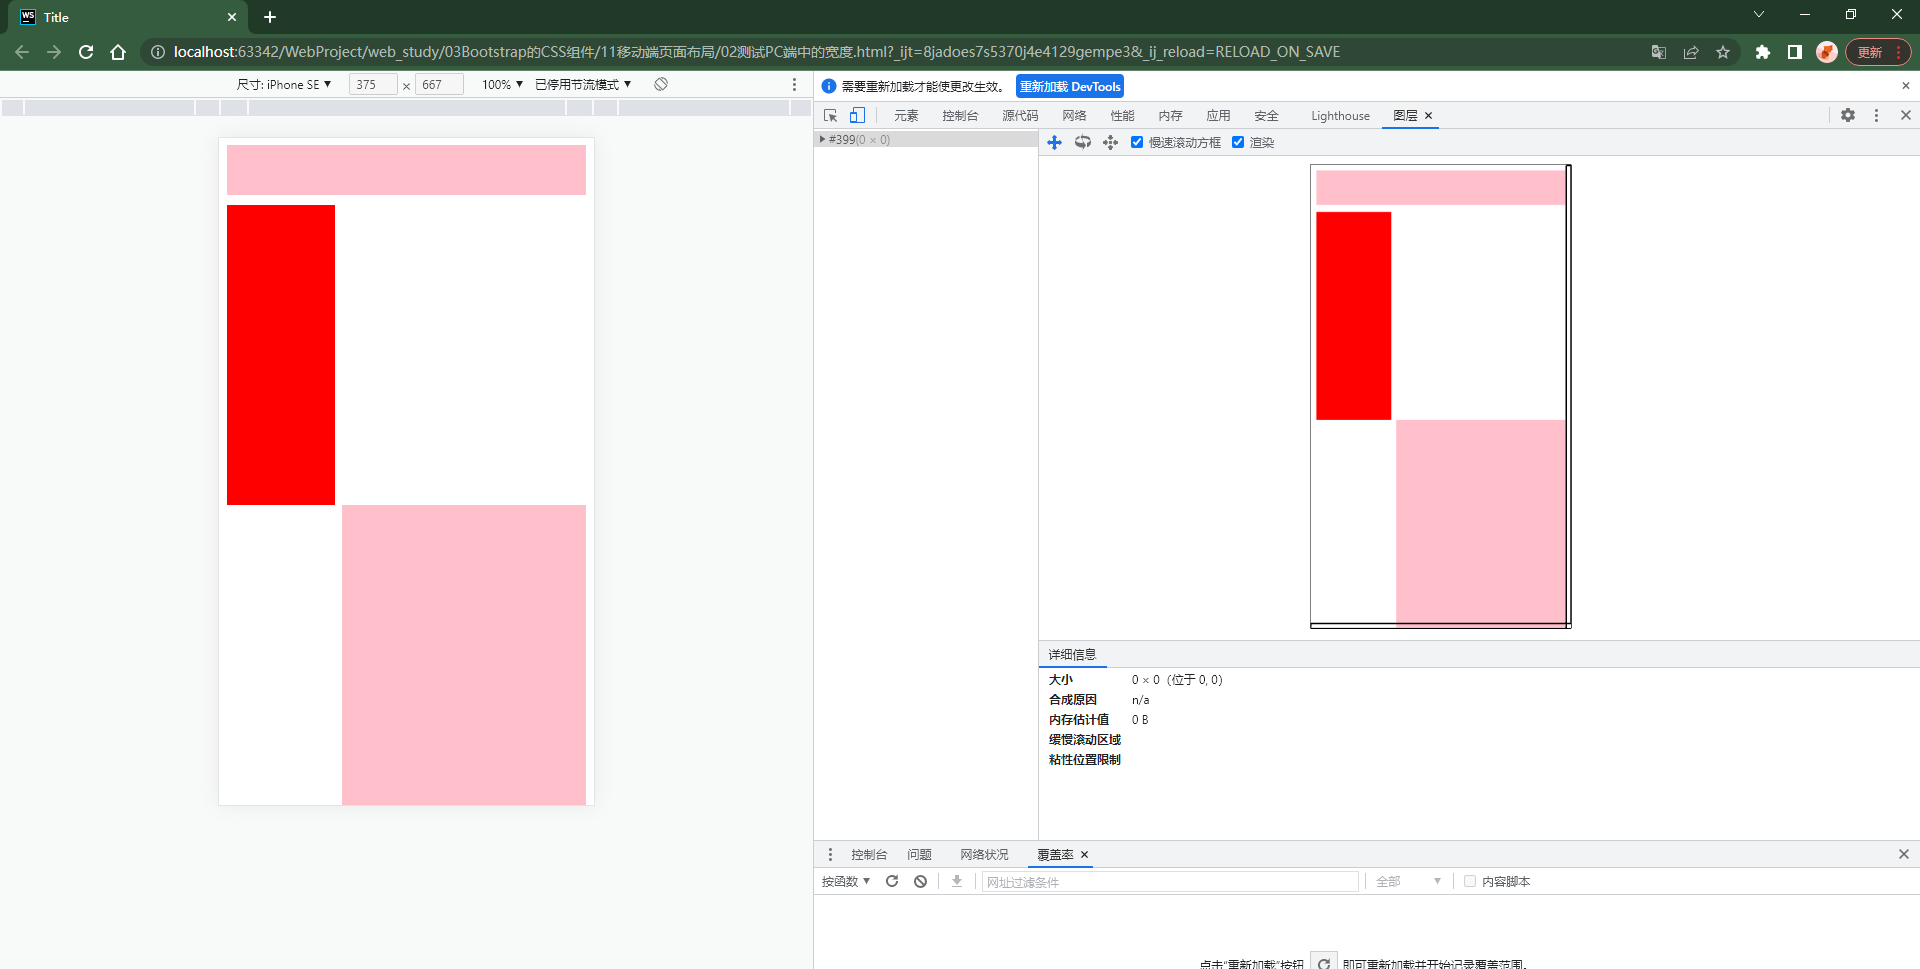 WS Title
localhost:63342/WebProject/web_study/03Bootstrap的CSS组件/11移动端页面布局/02测试PC端中的宽度.html?_ijt=8jadoes7s5370j4e4129gempe3&_ij_reload=RELOAD_ON_SAVE 更新
尺寸: iPhone SE ▼ 375 × 667 100% ▼ 已停用节流模式 ▼
需要重新加载才能使更改生效。 重新加载 DevTools
元素 控制台 源代码 网络 性能 内存 应用 安全 Lighthouse 图层
#399(0 × 0)
慢速滚动方框 渲染
详细信息
大小 0 × 0（位于 0, 0）
合成原因 n/a
内存估计值 0 B
缓慢滚动区域
粘性位置限制
控制台 问题 网络状况 覆盖率
按函数 ▼ 网址过滤条件 全部 ▼ 内容脚本
点击“重新加载”按钮 即可重新加载并开始记录覆盖范围。